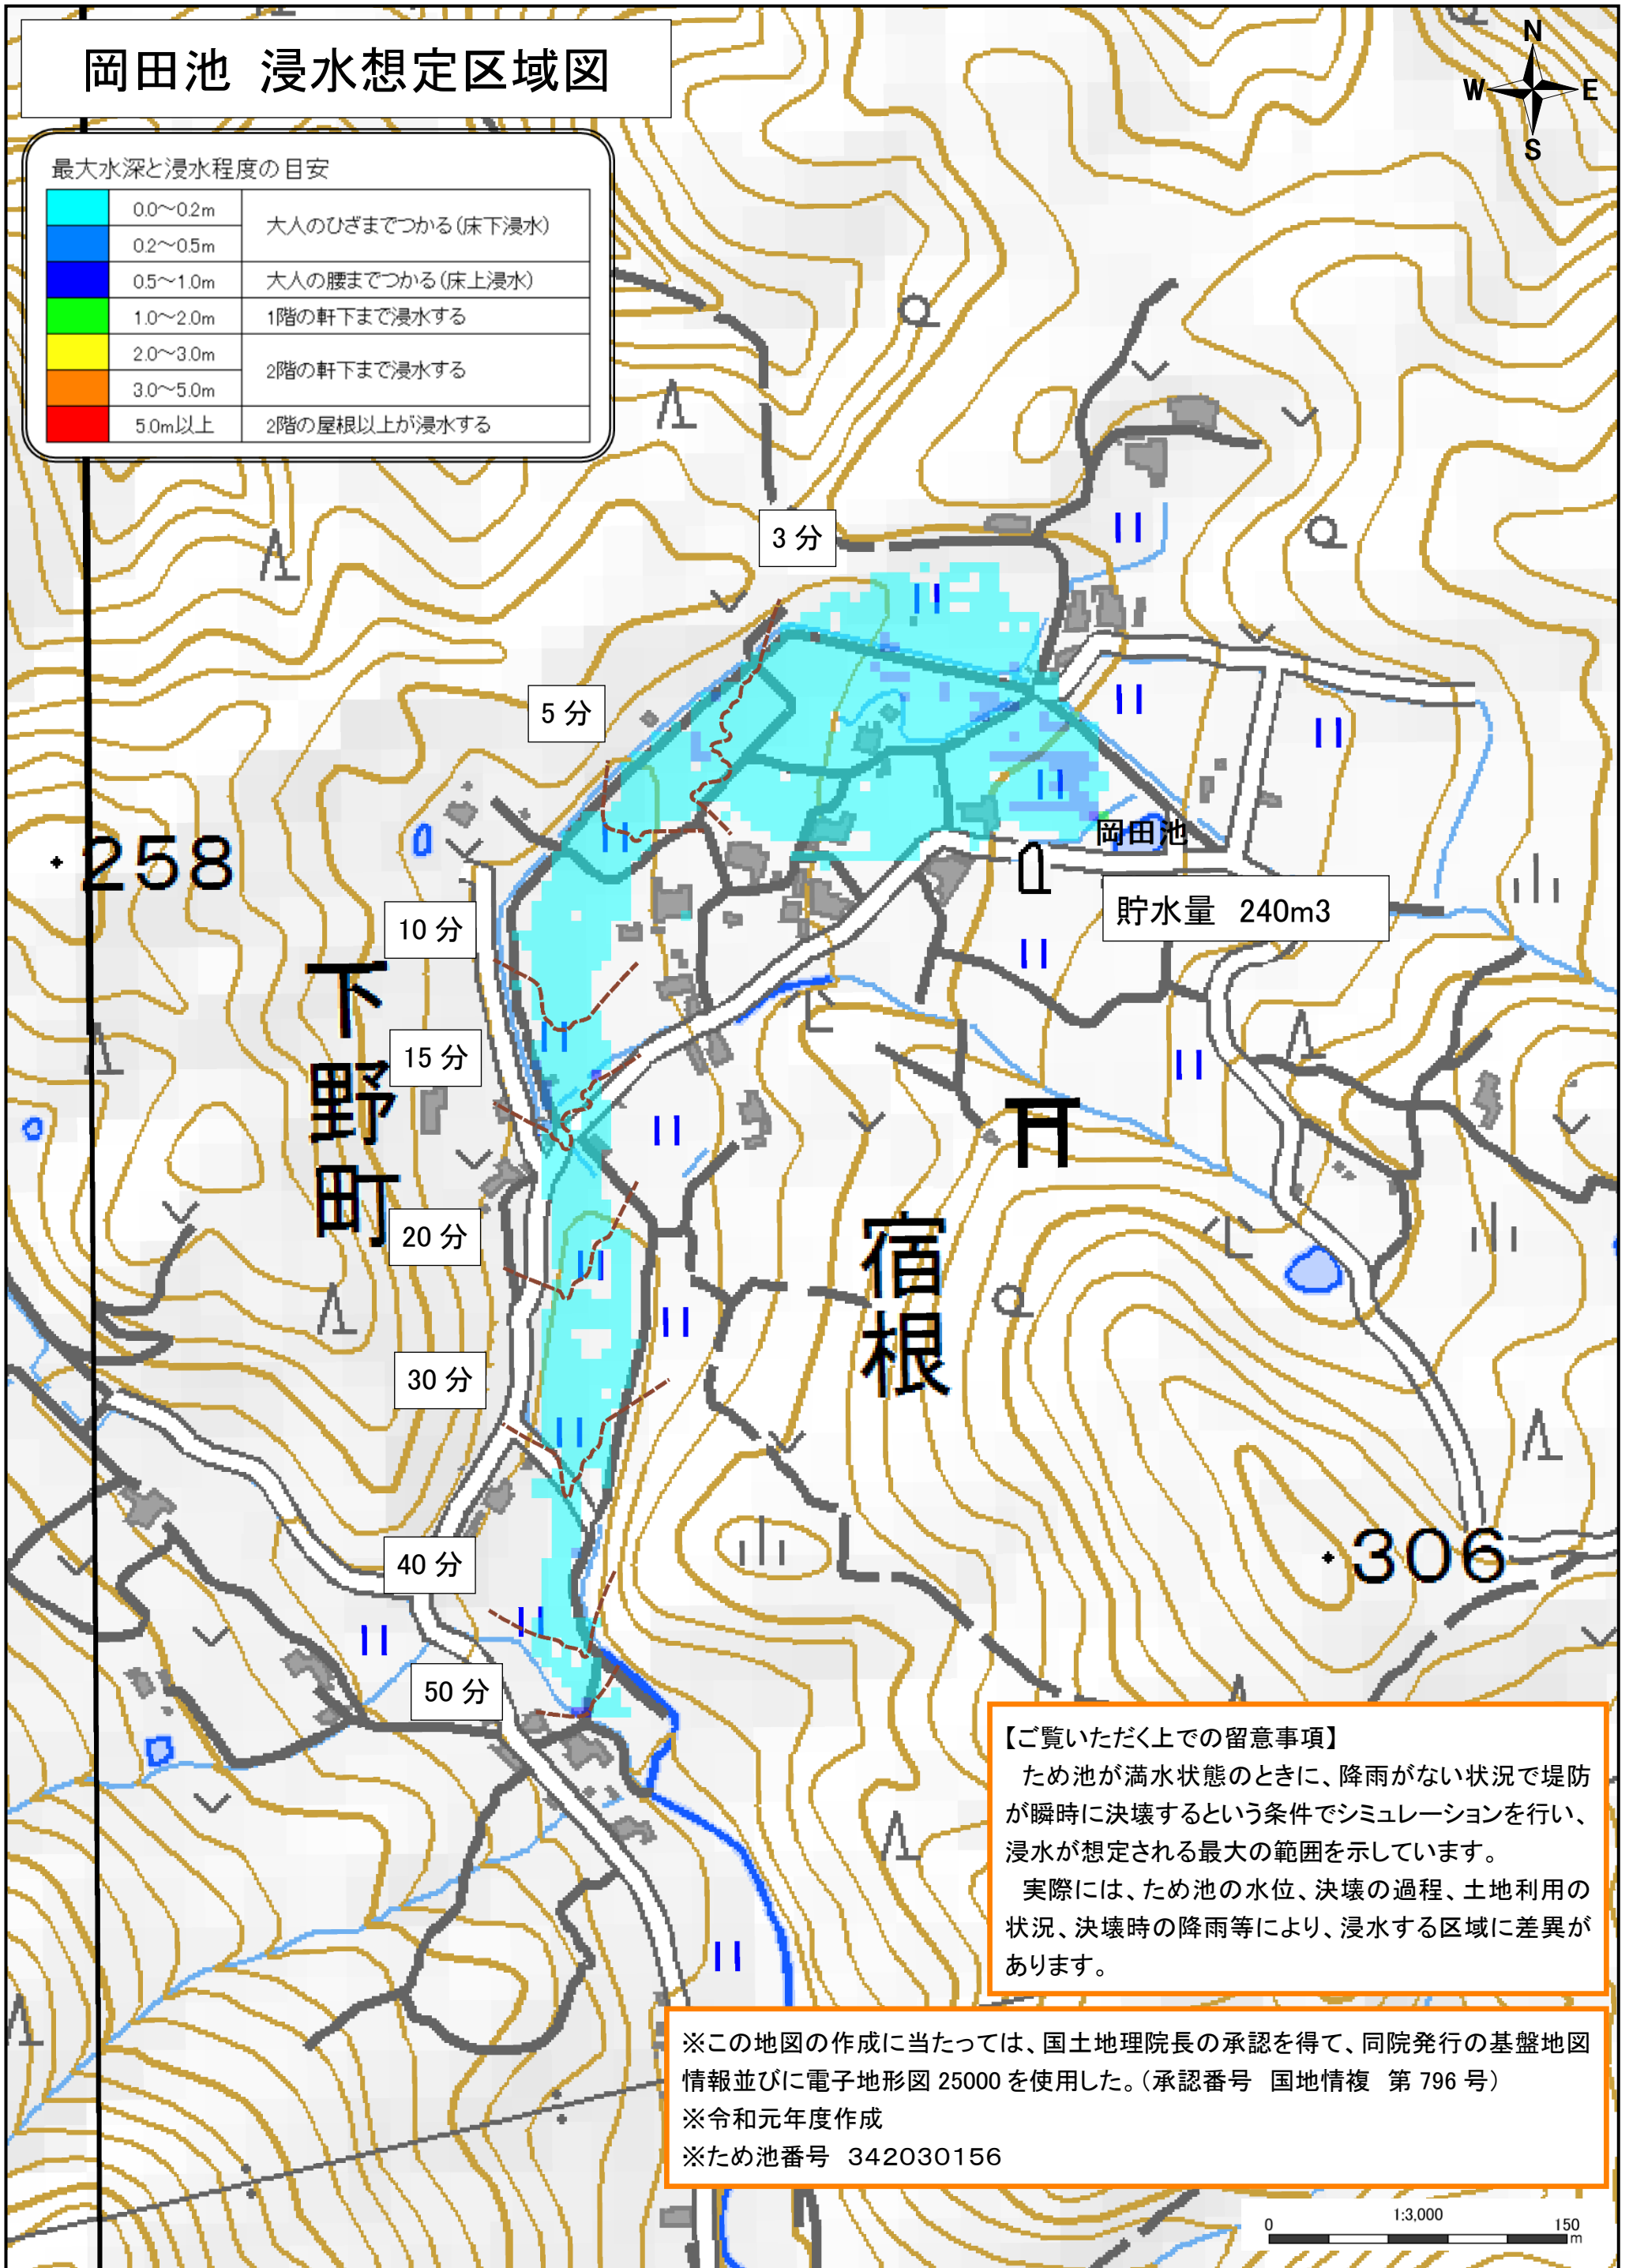 岡田池 浸水想定区域図
N
W E
S
最大水深と浸水程度の目安
0.0～0.2m
大人のひざまでつかる(床下浸水)
0.2～0.5m
0.5～1.0m 大人の腰までつかる(床上浸水)
1.0～2.0m 1階の軒下まで浸水する
2.0～3.0m
2階の軒下まで浸水する
3.0～5.0m
5.0m以上 2階の屋根以上が浸水する
3分
5分
岡田池
258
貯水量 240m3
10分
下野町
15分
20分
宿根
30分
306
40分
50分
【ご覧いただく上での留意事項】
ため池が満水状態のときに、降雨がない状況で堤防
が瞬時に決壊するという条件でシミュレーションを行い、
浸水が想定される最大の範囲を示しています。
実際には、ため池の水位、決壊の過程、土地利用の
状況、決壊時の降雨等により、浸水する区域に差異が
あります。
※この地図の作成に当たっては、国土地理院長の承認を得て、同院発行の基盤地図
情報並びに電子地形図 25000 を使用した。（承認番号 国地情複 第 796 号）
※令和元年度作成
※ため池番号 342030156
1:3,000
0 150
m